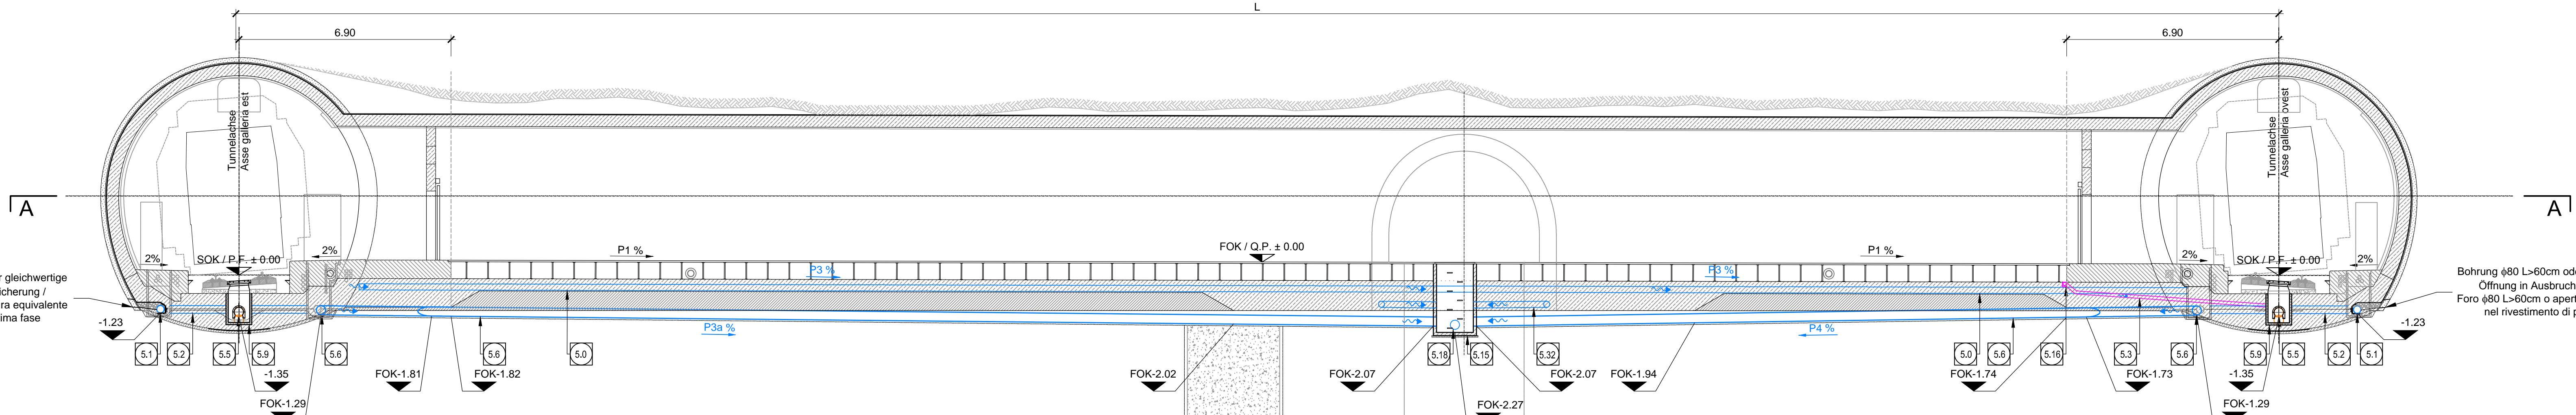 L
6.90
6.90
Tunnelachse
Asse galleria est
Tunnelachse
Asse galleria ovest
A
A
2%
SOK / P.F. ± 0.00
2%
P1 %
FOK / Q.P. ± 0.00
P1 %
2%
SOK / P.F. ± 0.00
2%
P3 %
P3 %
r gleichwertige
icherung /
ra equivalente
ima fase
Bohrung ϕ80 L>60cm ode
Öffnung in Ausbruch
Foro ϕ80 L>60cm o apert
nel rivestimento di p
-1.23
P3a %
P4 %
-1.23
5.1
5.2
5.5
5.9
5.6
5.6
5.0
5.18
5.15
5.32
5.0
5.6
5.16
5.3
5.6
5.9
5.5
5.2
5.1
-1.35
FOK-1.81
FOK-1.82
FOK-2.02
FOK-2.07
FOK-2.07
FOK-1.94
FOK-1.74
FOK-1.73
-1.35
FOK-1.29
FOK-2.27
FOK-1.29